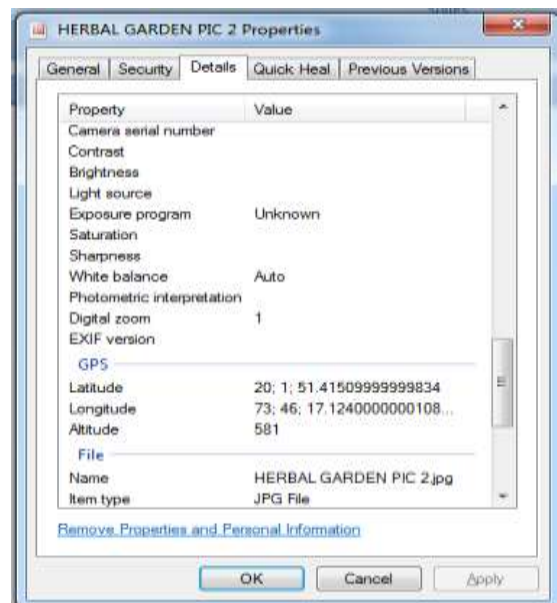 HERBAL GARDEN PIC 2 Properties
General Security Details Quick Heal Previous Versions
Property Value
Camera serial number
Contrast
Brightness
Light source
Exposure program Unknown
Saturation
Sharpness
White balance Auto
Photometric interpretation
Digital zoom 1
EXIF version
GPS
Latitude 20; 1; 51.41509999999834
Longitude 73; 46; 17.1240000000108...
Altitude 581
File
Name HERBAL GARDEN PIC 2.jpg
Item type JPG File
Remove Properties and Personal Information
OK Cancel Apply